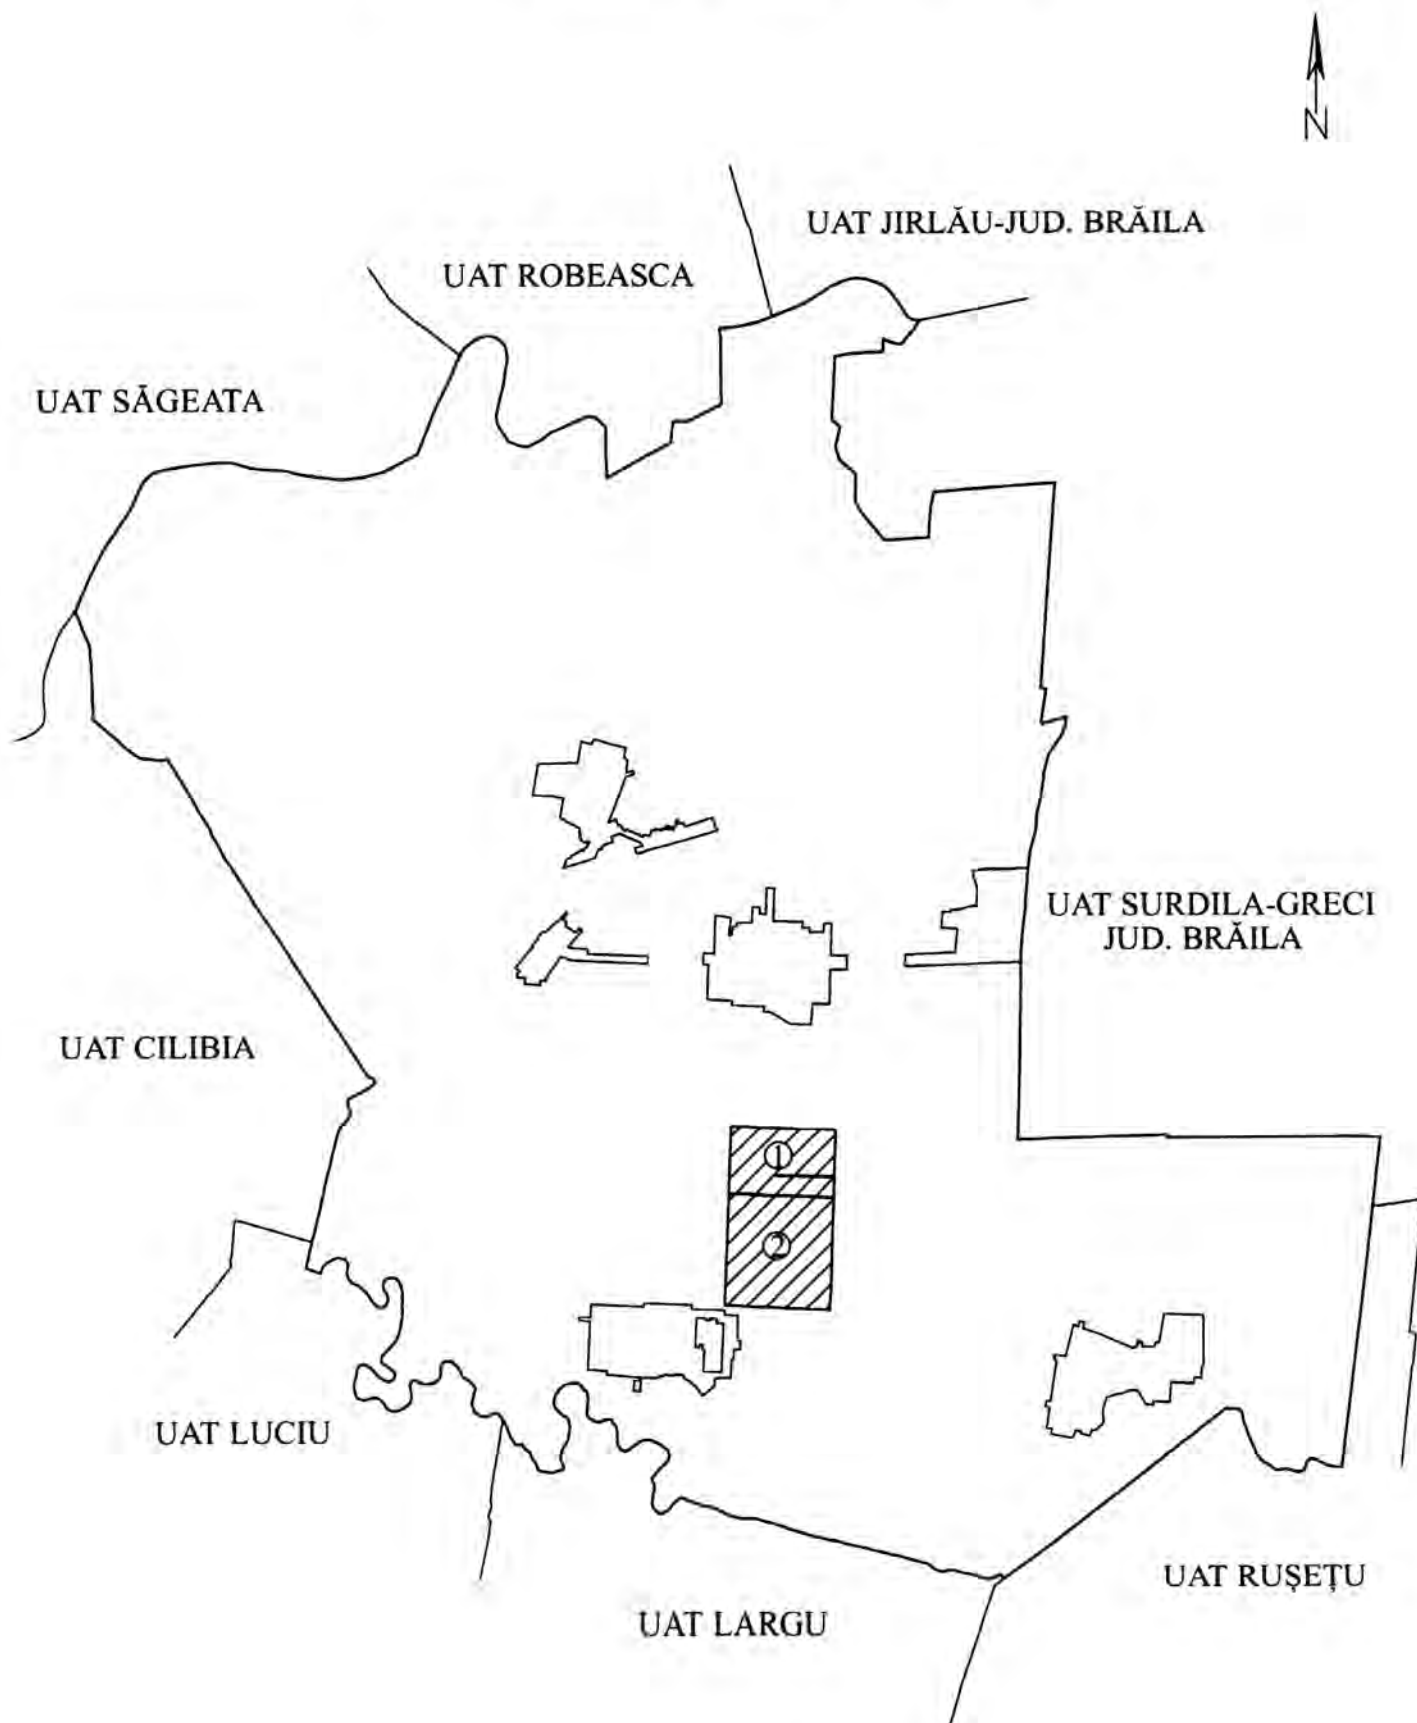 N
UAT JIRLĂU-JUD. BRĂILA
UAT ROBEASCA
UAT SĂGEATA
UAT SURDILA-GRECI
JUD. BRĂILA
UAT CILIBIA
1
2
UAT LUCIU
UAT RUȘEȚU
UAT LARGU